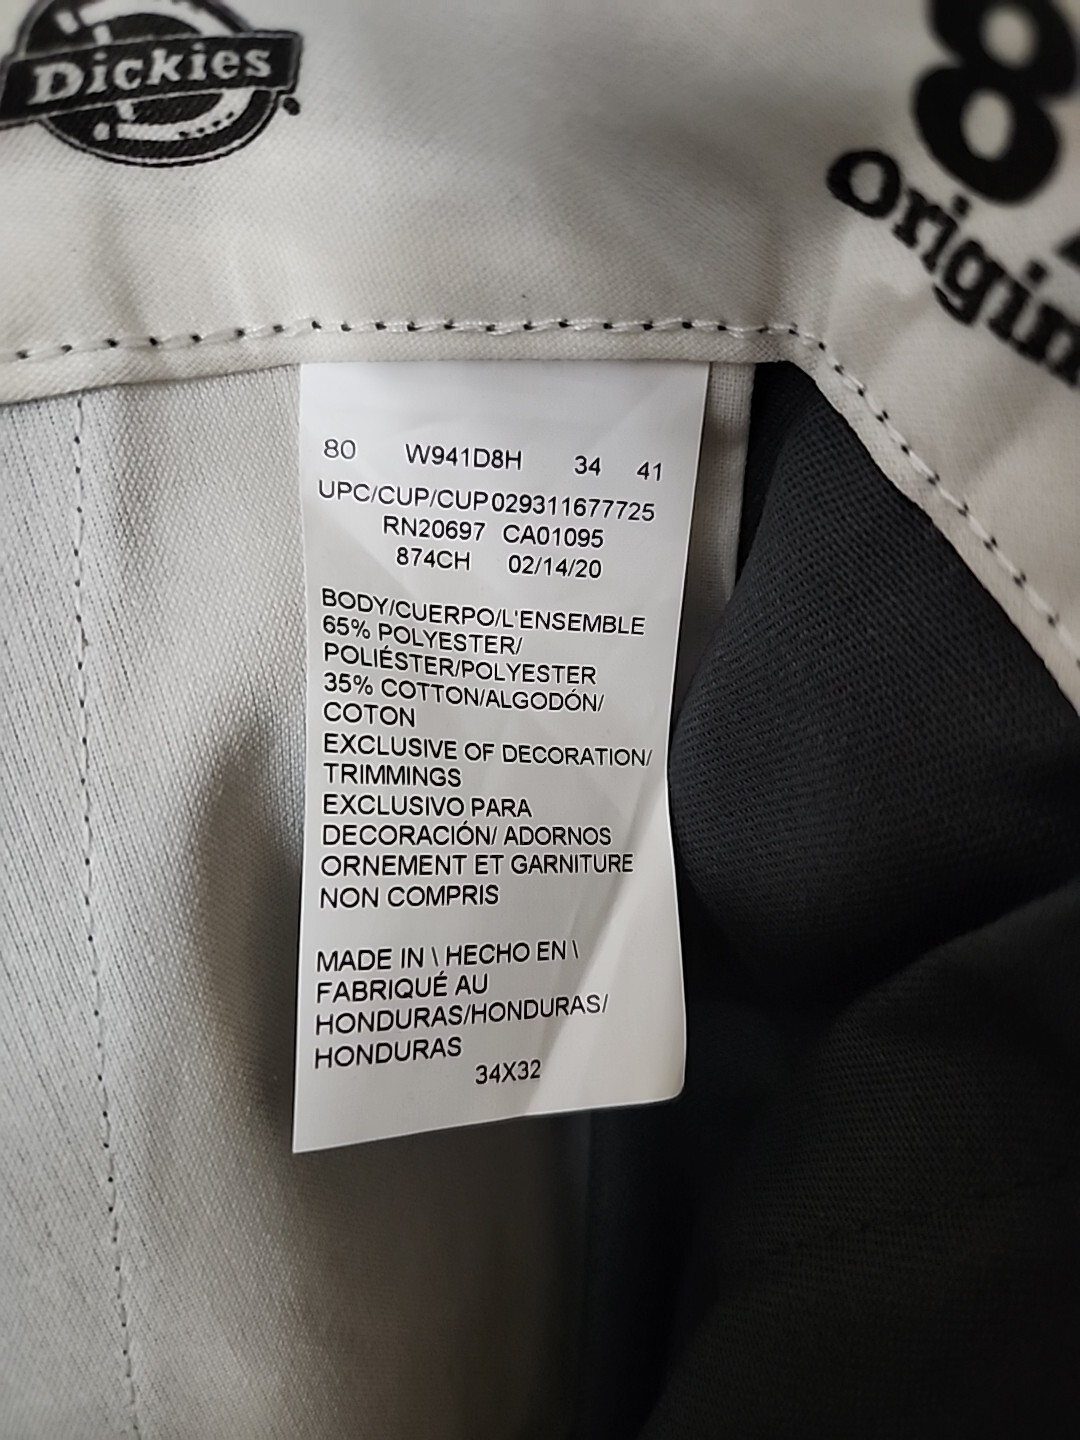 Dickies
8
Origin
80 W941D8H 34 41
UPC/CUP/CUP 029311677725
RN20697 CA01095
874CH 02/14/20
BODY/CUERPO/L'ENSEMBLE
65% POLYESTER/
POLIÉSTER/POLYESTER
35% COTTON/ALGODÓN/
COTON
EXCLUSIVE OF DECORATION/
TRIMMINGS
EXCLUSIVO PARA
DECORACIÓN/ ADORNOS
ORNEMENT ET GARNITURE
NON COMPRIS
MADE IN \ HECHO EN \
FABRIQUÉ AU
HONDURAS/HONDURAS/
HONDURAS
34X32